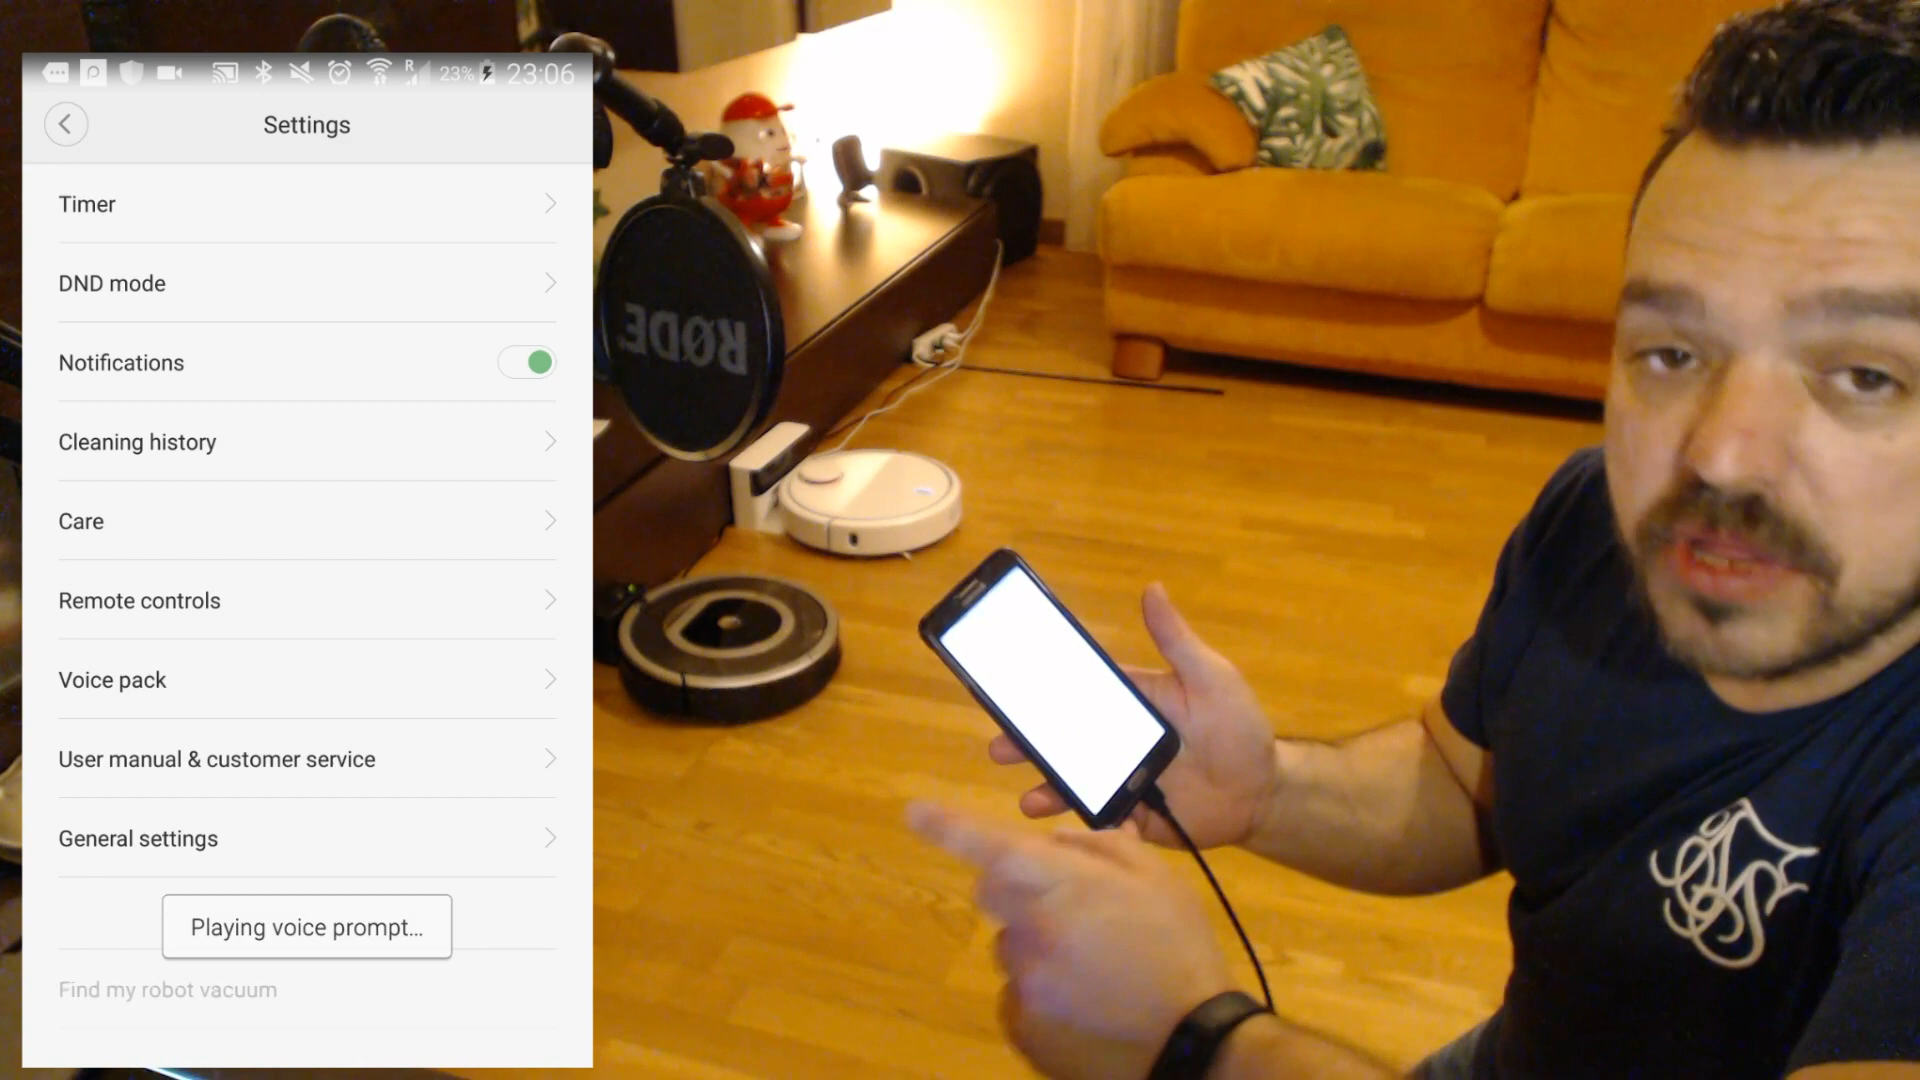 23% 23:06
Settings
Timer
DND mode
Notifications
Cleaning history
Care
Remote controls
Voice pack
User manual & customer service
General settings
Playing voice prompt...
Find my robot vacuum
RØDE